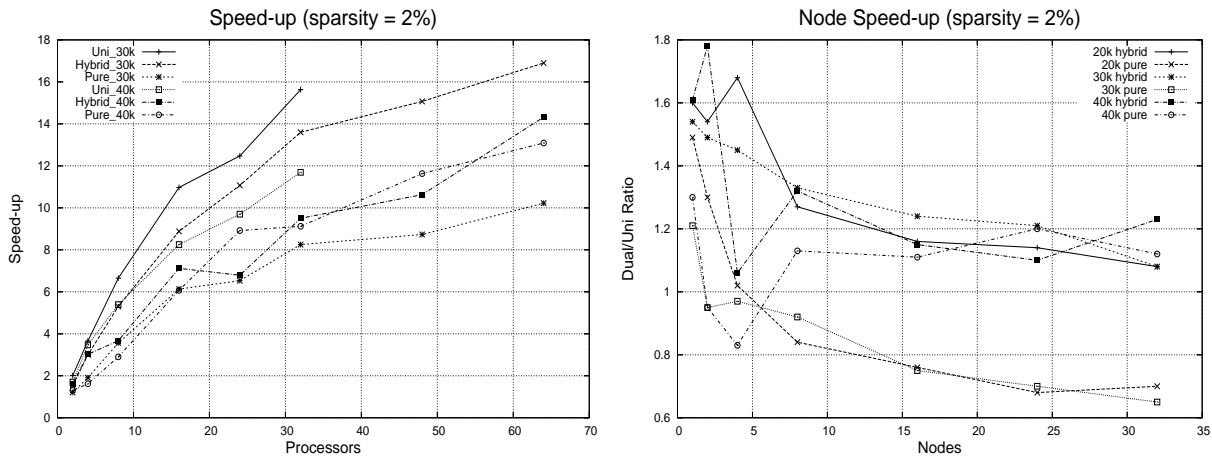 Speed-up (sparsity = 2%)
18
16
14
12
10
8
6
4
2
0
Speed-up
Uni_30k
Hybrid_30k
Pure_30k
Uni_40k
Hybrid_40k
Pure_40k
0 10 20 30 40 50 60 70
Processors
Node Speed-up (sparsity = 2%)
1.8
1.6
1.4
1.2
1
0.8
0.6
Dual/Uni Ratio
20k hybrid
20k pure
30k hybrid
30k pure
40k hybrid
40k pure
0 5 10 15 20 25 30 35
Nodes